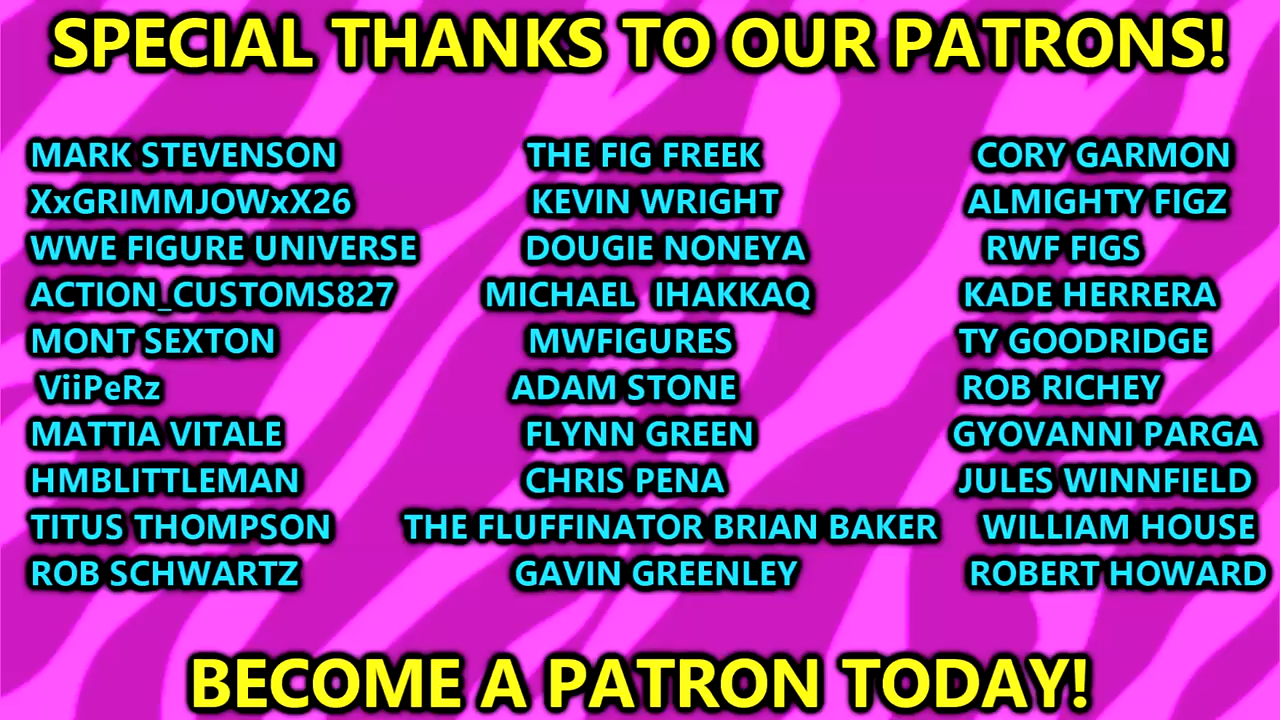 SPECIAL THANKS TO OUR PATRONS!
MARK STEVENSON THE FIG FREEK CORY GARMON
XxGRIMMJOWxX26 KEVIN WRIGHT ALMIGHTY FIGZ
WWE FIGURE UNIVERSE DOUGIE NONEYA RWF FIGS
ACTION_CUSTOMS827 MICHAEL IHAKKAQ KADE HERRERA
MONT SEXTON MWFIGURES TY GOODRIDGE
ViiPeRz ADAM STONE ROB RICHEY
MATTIA VITALE FLYNN GREEN GYOVANNI PARGA
HMBLITTLEMAN CHRIS PENA JULES WINNFIELD
TITUS THOMPSON THE FLUFFINATOR BRIAN BAKER WILLIAM HOUSE
ROB SCHWARTZ GAVIN GREENLEY ROBERT HOWARD
BECOME A PATRON TODAY!